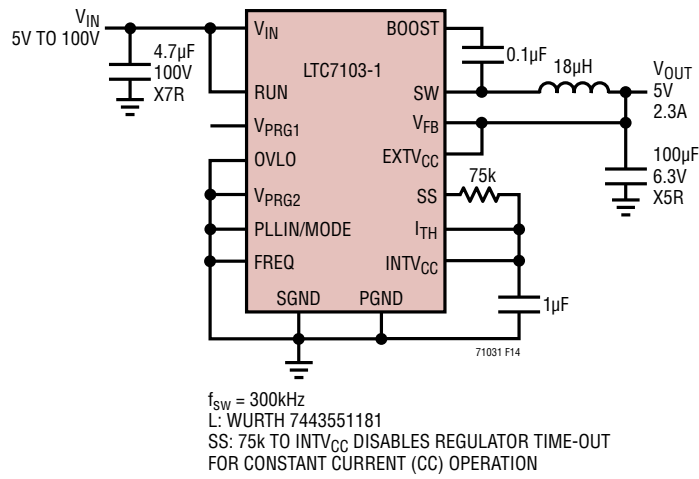 VIN
5V TO 100V
4.7µF
100V
X7R
VIN
RUN
VPRG1
OVLO
VPRG2
PLLIN/MODE
FREQ
LTC7103-1
BOOST
SW
VFB
EXTVCC
SS
ITH
INTVCC
SGND
PGND
0.1µF
18µH
VOUT
5V
2.3A
100µF
6.3V
X5R
75k
1µF
71031 F14
fSW = 300kHz
L: WURTH 7443551181
SS: 75k TO INTVCC DISABLES REGULATOR TIME-OUT
FOR CONSTANT CURRENT (CC) OPERATION